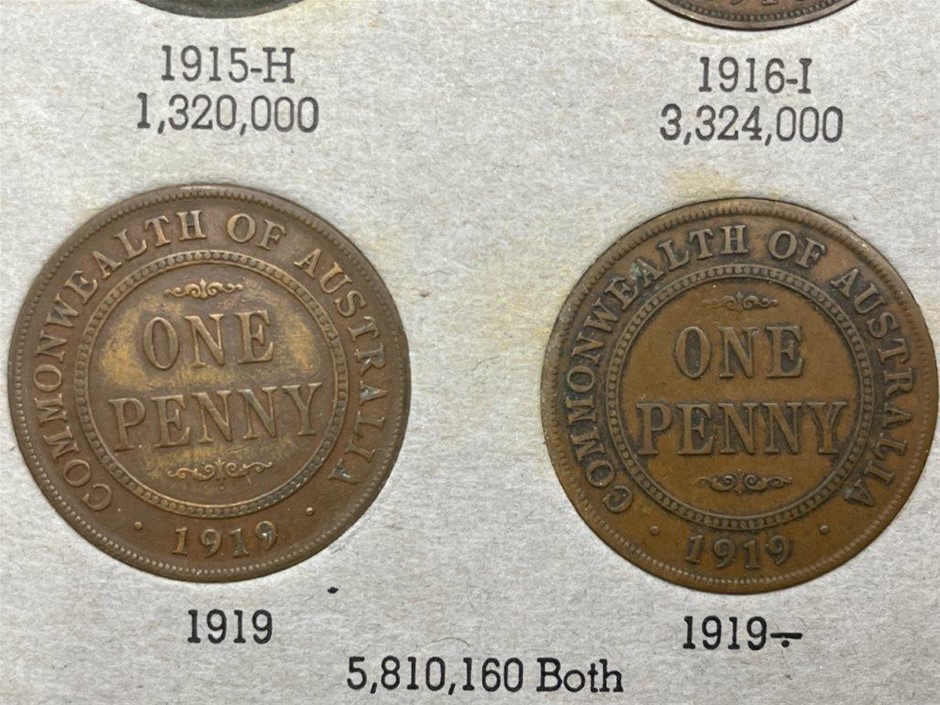 1915-H
1,320,000
1916-I
3,324,000
COMMONWEALTH OF AUSTRALIA
ONE
PENNY
· 1919 ·
COMMONWEALTH OF AUSTRALIA
ONE
PENNY
· 1919 ·
1919
1919-̣̇
5,810,160 Both